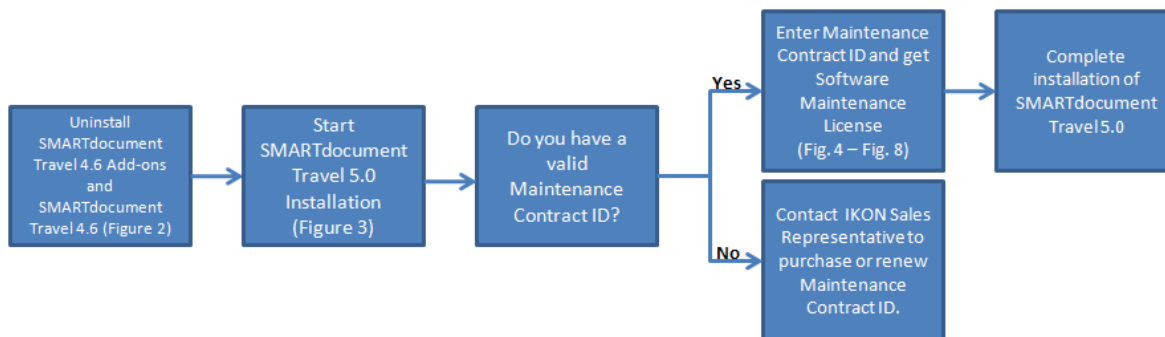 Uninstall
SMARTdocument
Travel 4.6 Add-ons
and
SMARTdocument
Travel 4.6 (Figure 2)
Start
SMARTdocument
Travel 5.0
Installation
(Figure 3)
Do you have a
valid
Maintenance
Contract ID?
Yes
Enter Maintenance
Contract ID and get
Software
Maintenance
License
(Fig. 4 – Fig. 8)
Complete
installation of
SMARTdocument
Travel 5.0
No
Contact IKON Sales
Representative to
purchase or renew
Maintenance
Contract ID.